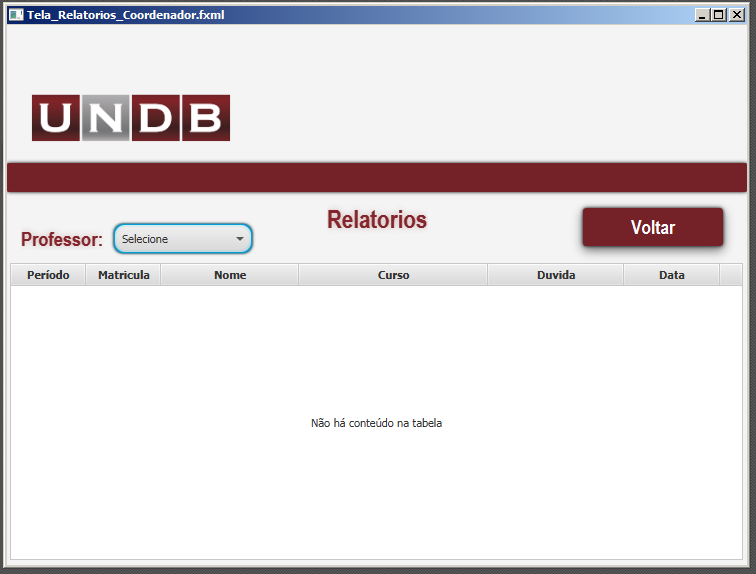 Tela_Relatorios_Coordenador.fxml
UNDB
Relatorios
Voltar
Professor: Selecione
Período Matricula Nome Curso Duvida Data
Não há conteúdo na tabela